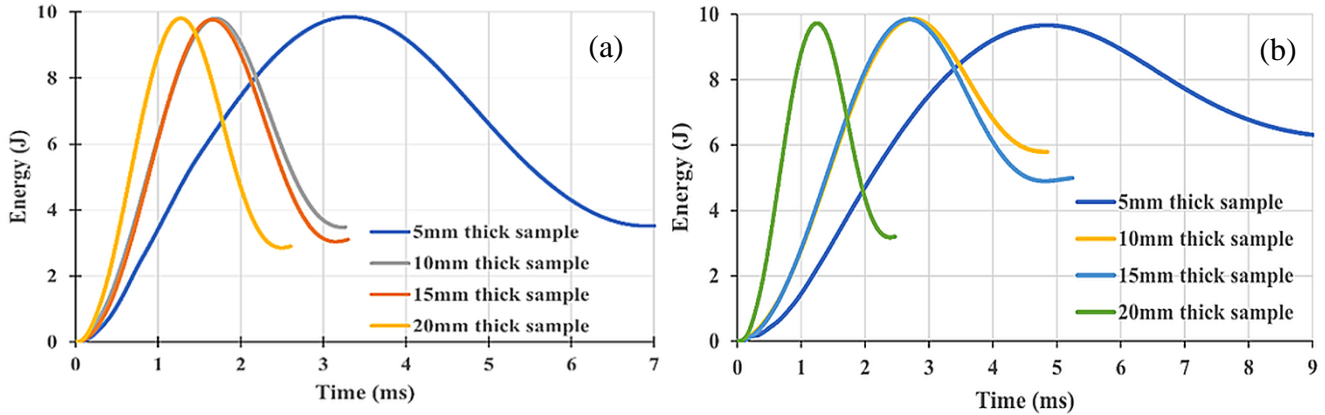 10
8
6
4
2
0
0 1 2 3 4 5 6 7
Energy (J)
Time (ms)
(a)
5mm thick sample
10mm thick sample
15mm thick sample
20mm thick sample
10
8
6
4
2
0
0 1 2 3 4 5 6 7 8 9
Energy (J)
Time (ms)
(b)
5mm thick sample
10mm thick sample
15mm thick sample
20mm thick sample